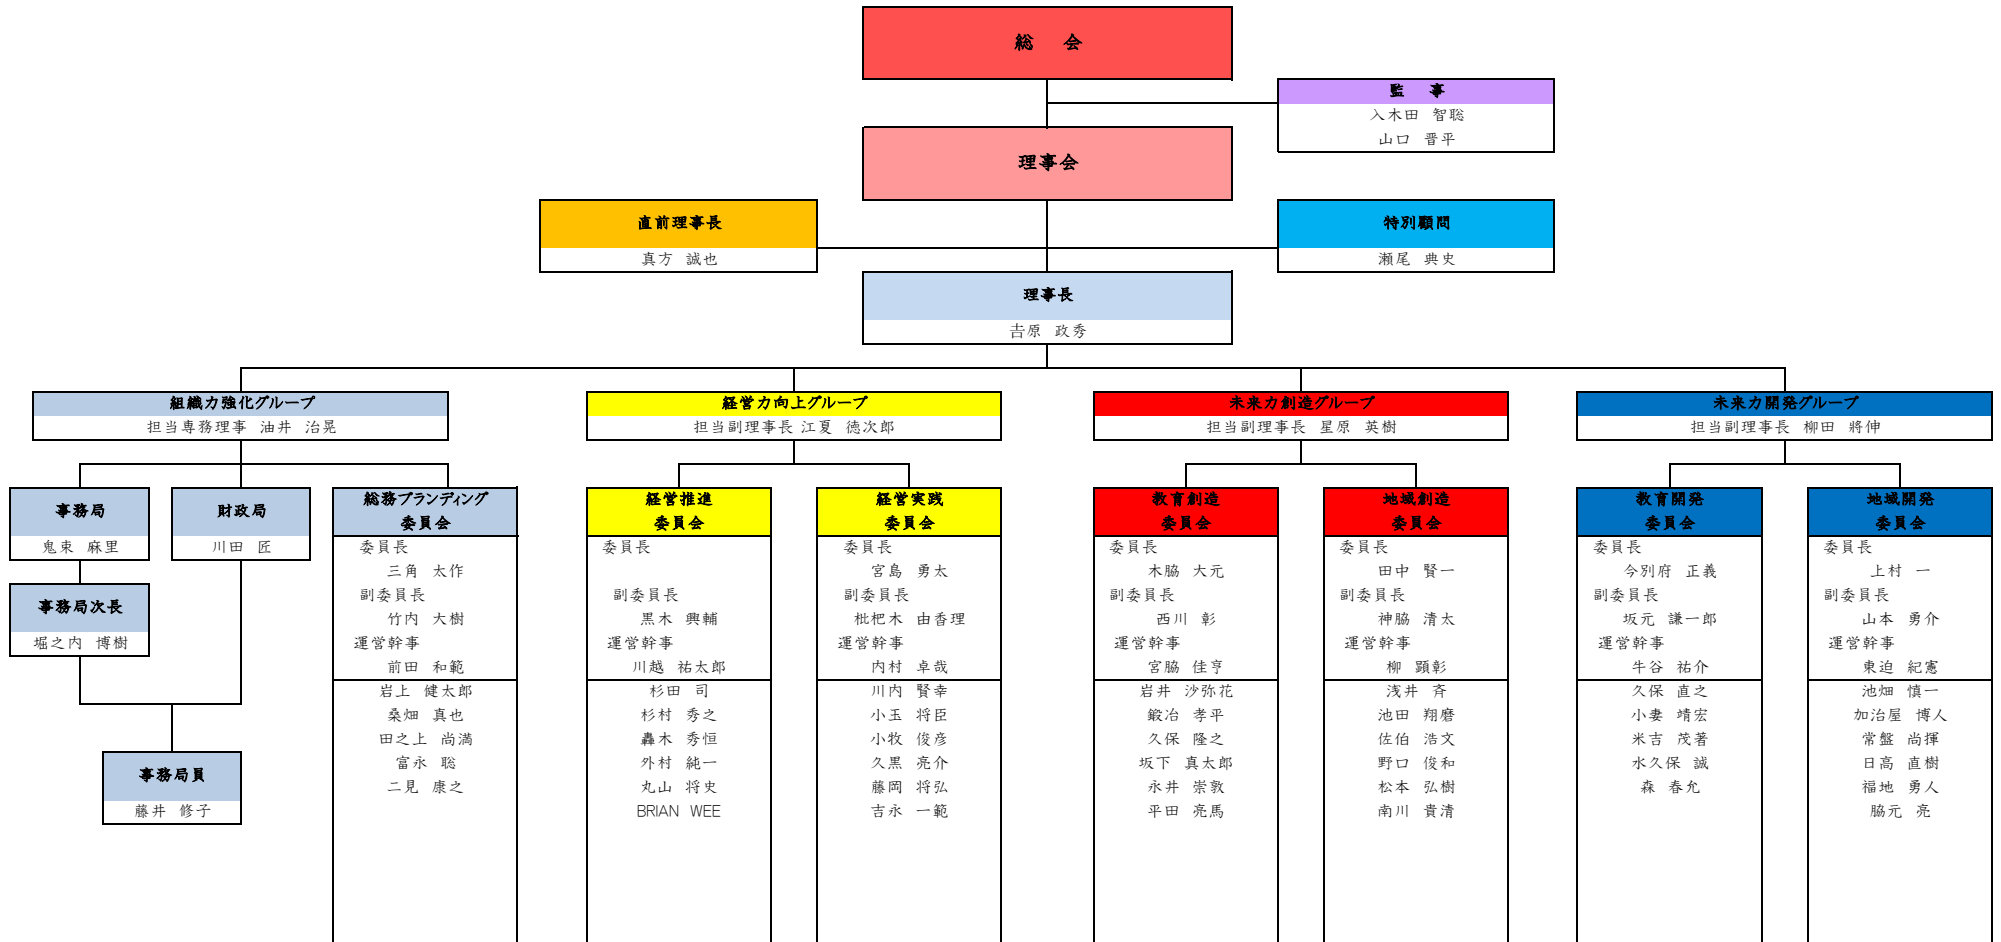 総 会
監 事
入木田 智聡
山口 晋平
理事会
直前理事長
真方 誠也
特別顧問
瀬尾 典史
理事長
𠮷原 政秀
組織力強化グループ
担当専務理事 油井 治晃
経営力向上グループ
担当副理事長 江夏 徳次郎
未来力創造グループ
担当副理事長 星原 英樹
未来力開発グループ
担当副理事長 柳田 將伸
事務局
鬼束 麻里
事務局次長
堀之内 博樹
財政局
川田 匠
事務局員
藤井 修子
総務ブランディング
委員会
委員長
三角 太作
副委員長
竹内 大樹
運営幹事
前田 和範
岩上 健太郎
桑畑 真也
田之上 尚満
富永 聡
二見 康之
経営推進
委員会
委員長
副委員長
黒木 興輔
運営幹事
川越 祐太郎
杉田 司
杉村 秀之
轟木 秀恒
外村 純一
丸山 将史
BRIAN WEE
経営実践
委員会
委員長
宮島 勇太
副委員長
枇杷木 由香理
運営幹事
内村 卓哉
川内 賢幸
小玉 将臣
小牧 俊彦
久黒 亮介
藤岡 将弘
吉永 一範
教育創造
委員会
委員長
木脇 大元
副委員長
西川 彰
運営幹事
宮脇 佳亨
岩井 沙弥花
鍛冶 孝平
久保 隆之
坂下 真太郎
永井 崇敦
平田 亮馬
地域創造
委員会
委員長
田中 賢一
副委員長
神脇 清太
運営幹事
柳 顕彰
浅井 斉
池田 翔磨
佐伯 浩文
野口 俊和
松本 弘樹
南川 貴清
教育開発
委員会
委員長
今別府 正義
副委員長
坂元 謙一郎
運営幹事
牛谷 祐介
久保 直之
小妻 靖宏
米吉 茂著
水久保 誠
森 春允
地域開発
委員会
委員長
上村 一
副委員長
山本 勇介
運営幹事
東迫 紀憲
池畑 慎一
加治屋 博人
常盤 尚揮
日高 直樹
福地 勇人
脇元 亮